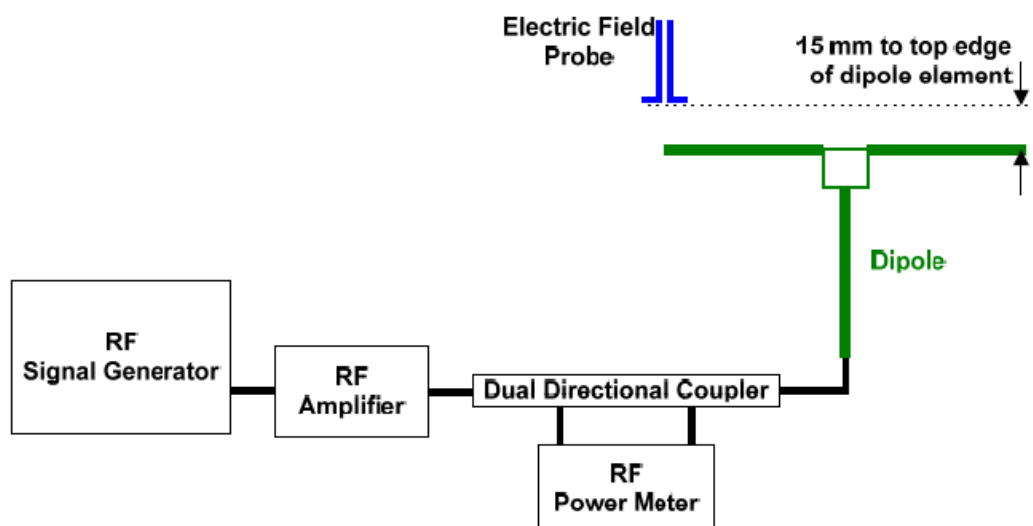 Electric Field
Probe
15 mm to top edge
of dipole element
Dipole
RF
Signal Generator
RF
Amplifier
Dual Directional Coupler
RF
Power Meter